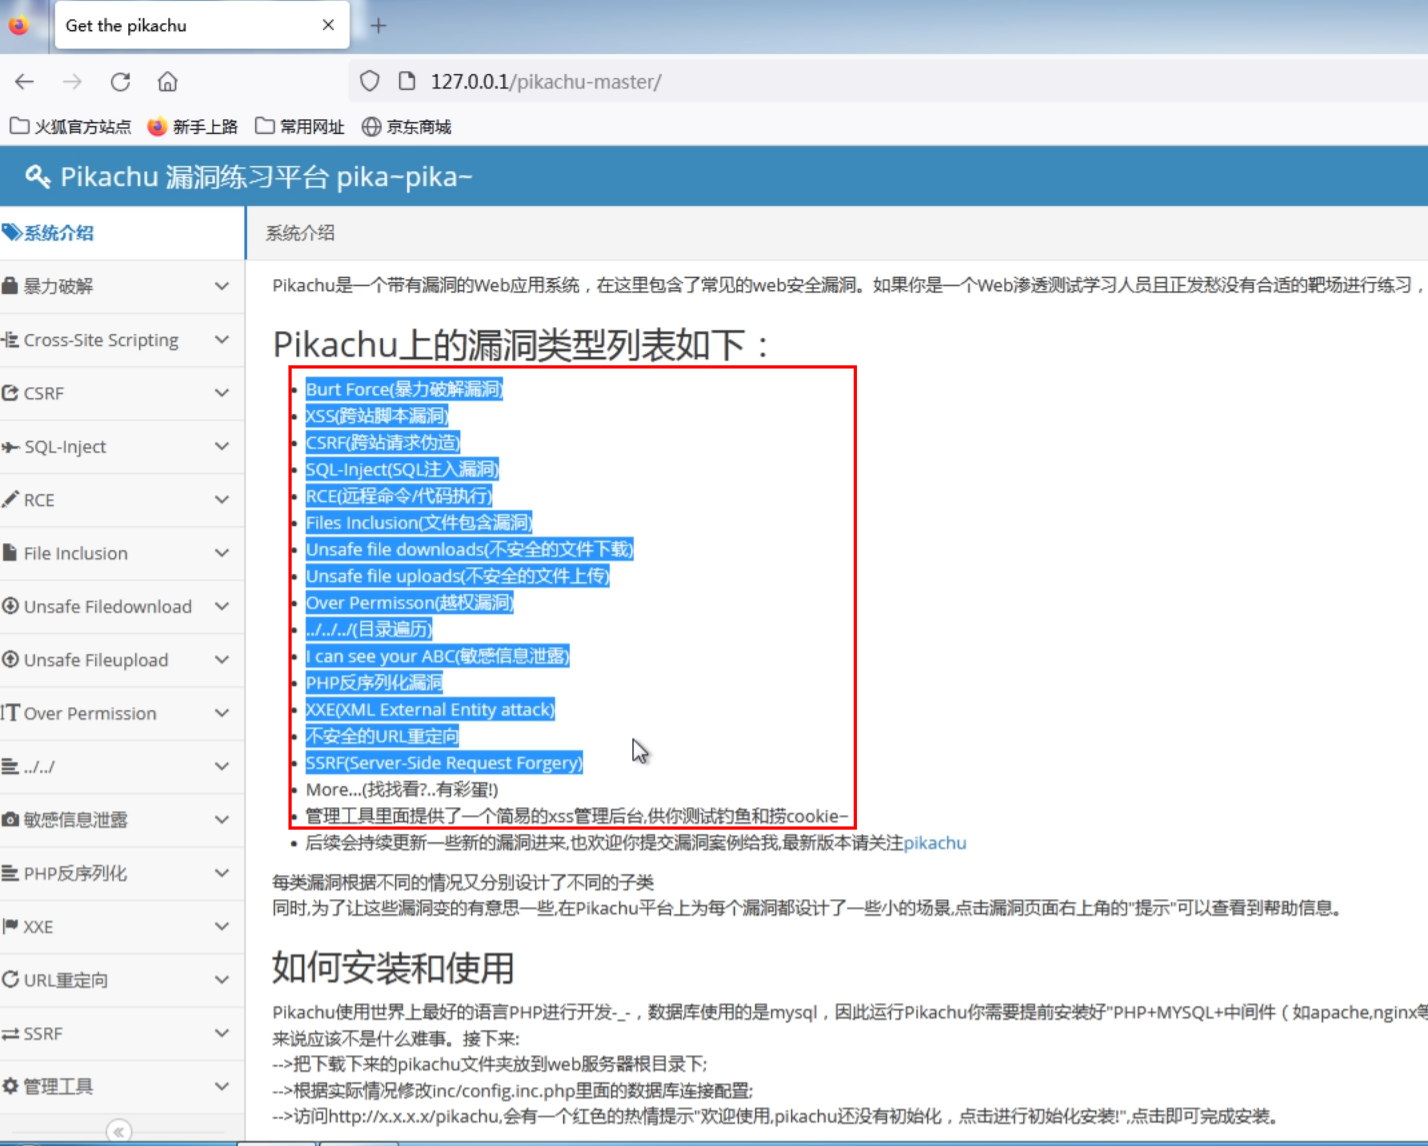 Get the pikachu
127.0.0.1/pikachu-master/
火狐官方站点 新手上路 常用网址 京东商城
Pikachu 漏洞练习平台 pika~pika~
系统介绍
暴力破解
Cross-Site Scripting
CSRF
SQL-Inject
RCE
File Inclusion
Unsafe Filedownload
Unsafe Fileupload
Over Permission
../../
敏感信息泄露
PHP反序列化
XXE
URL重定向
SSRF
管理工具
系统介绍
Pikachu是一个带有漏洞的Web应用系统，在这里包含了常见的web安全漏洞。如果你是一个Web渗透测试学习人员且正发愁没有合适的靶场进行练习，
Pikachu上的漏洞类型列表如下：
Burt Force(暴力破解漏洞)
XSS(跨站脚本漏洞)
CSRF(跨站请求伪造)
SQL-Inject(SQL注入漏洞)
RCE(远程命令/代码执行)
Files Inclusion(文件包含漏洞)
Unsafe file downloads(不安全的文件下载)
Unsafe file uploads(不安全的文件上传)
Over Permisson(越权漏洞)
../../../(目录遍历)
I can see your ABC(敏感信息泄露)
PHP反序列化漏洞
XXE(XML External Entity attack)
不安全的URL重定向
SSRF(Server-Side Request Forgery)
More...(找找看?..有彩蛋!)
管理工具里面提供了一个简易的xss管理后台,供你测试钓鱼和捞cookie~
后续会持续更新一些新的漏洞进来,也欢迎你提交漏洞案例给我,最新版本请关注pikachu
每类漏洞根据不同的情况又分别设计了不同的子类
同时,为了让这些漏洞变的有意思一些,在Pikachu平台上为每个漏洞都设计了一些小的场景,点击漏洞页面右上角的"提示"可以查看到帮助信息。
如何安装和使用
Pikachu使用世界上最好的语言PHP进行开发-_-，数据库使用的是mysql，因此运行Pikachu你需要提前安装好"PHP+MYSQL+中间件（如apache,nginx等
来说应该不是什么难事。接下来:
-->把下载下来的pikachu文件夹放到web服务器根目录下;
-->根据实际情况修改inc/config.inc.php里面的数据库连接配置;
-->访问http://x.x.x.x/pikachu,会有一个红色的热情提示"欢迎使用,pikachu还没有初始化，点击进行初始化安装!",点击即可完成安装。